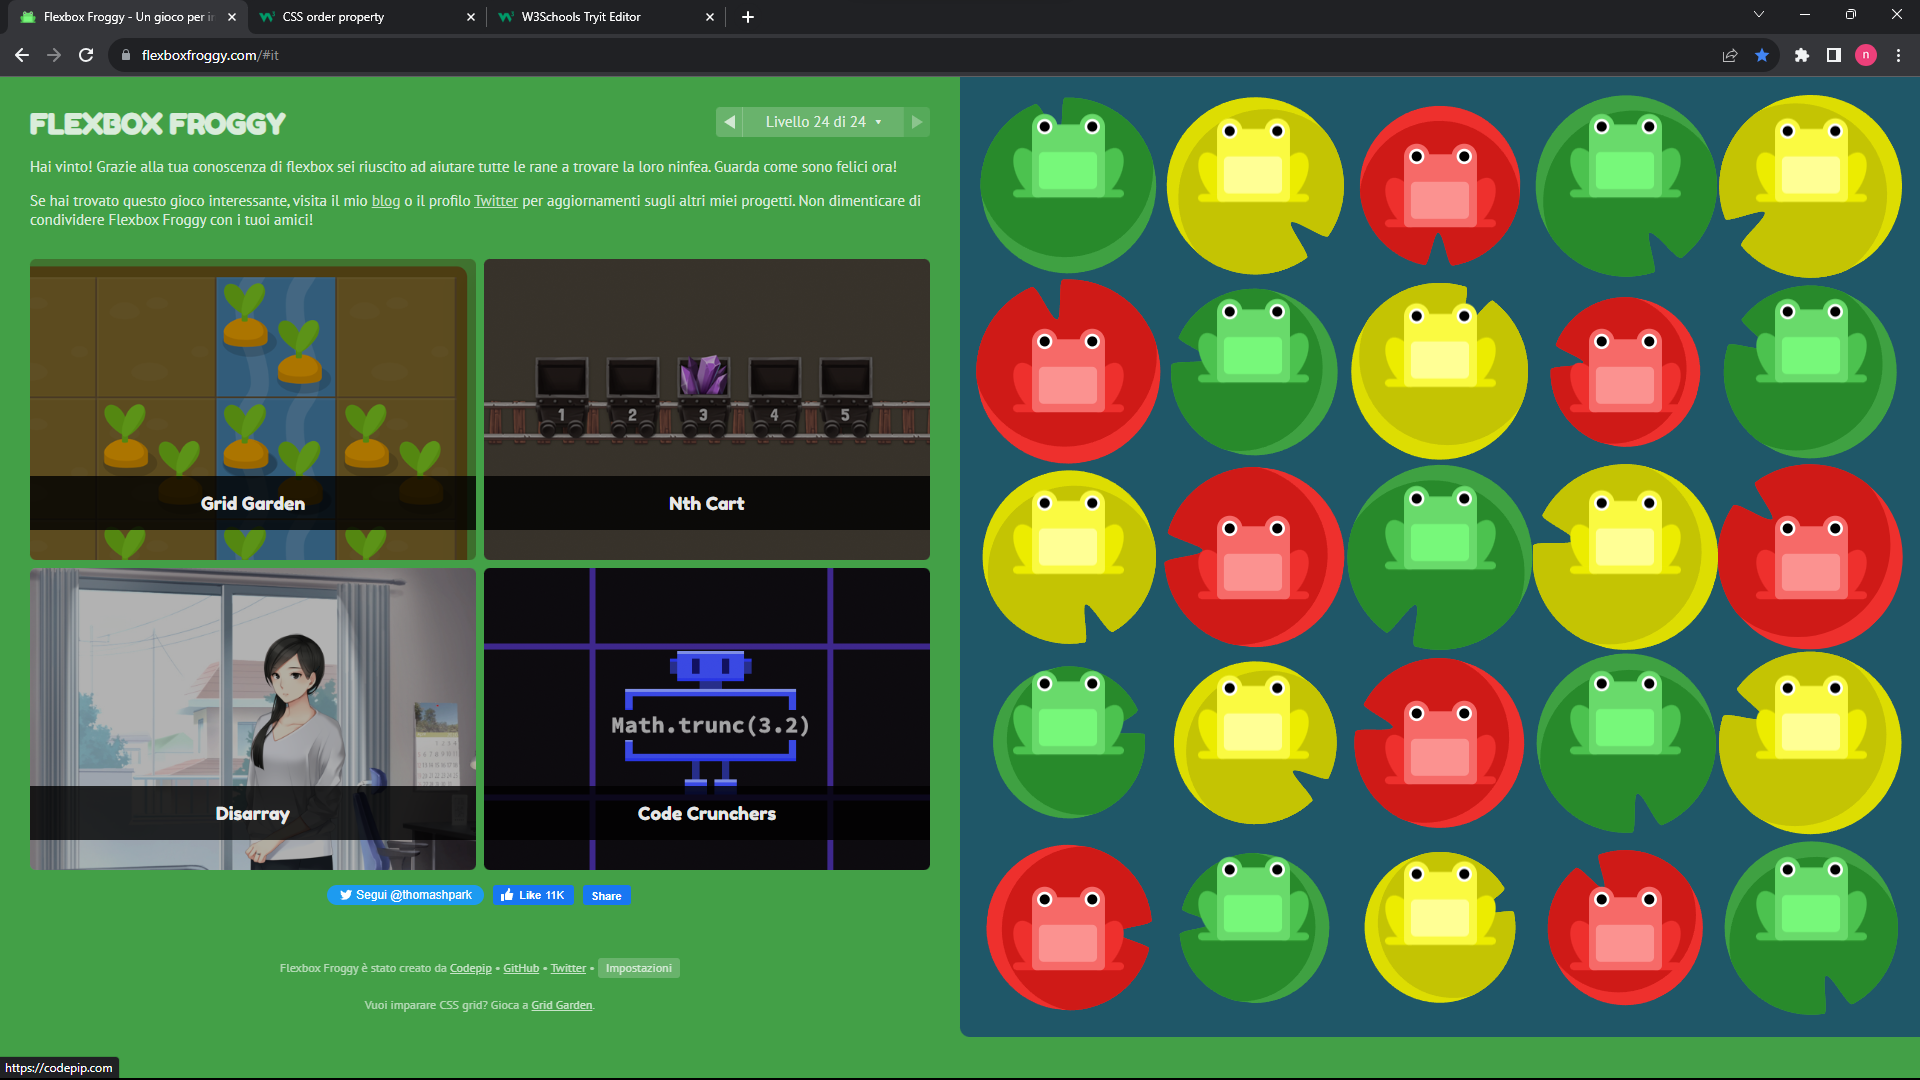 Flexbox Froggy - Un gioco per i
CSS order property
W3Schools Tryit Editor
flexboxfroggy.com/#it
n
FLEXBOX FROGGY
Livello 24 di 24
Hai vinto! Grazie alla tua conoscenza di flexbox sei riuscito ad aiutare tutte le rane a trovare la loro ninfea. Guarda come sono felici ora!
Se hai trovato questo gioco interessante, visita il mio blog o il profilo Twitter per aggiornamenti sugli altri miei progetti. Non dimenticare di
condividere Flexbox Froggy con i tuoi amici!
1 2 3 4 5
Grid Garden
Nth Cart
Math.trunc(3.2)
Disarray
Code Crunchers
Segui @thomashpark
Like 11K
Share
Flexbox Froggy è stato creato da Codepip • GitHub • Twitter • Impostazioni
Vuoi imparare CSS grid? Gioca a Grid Garden.
https://codepip.com